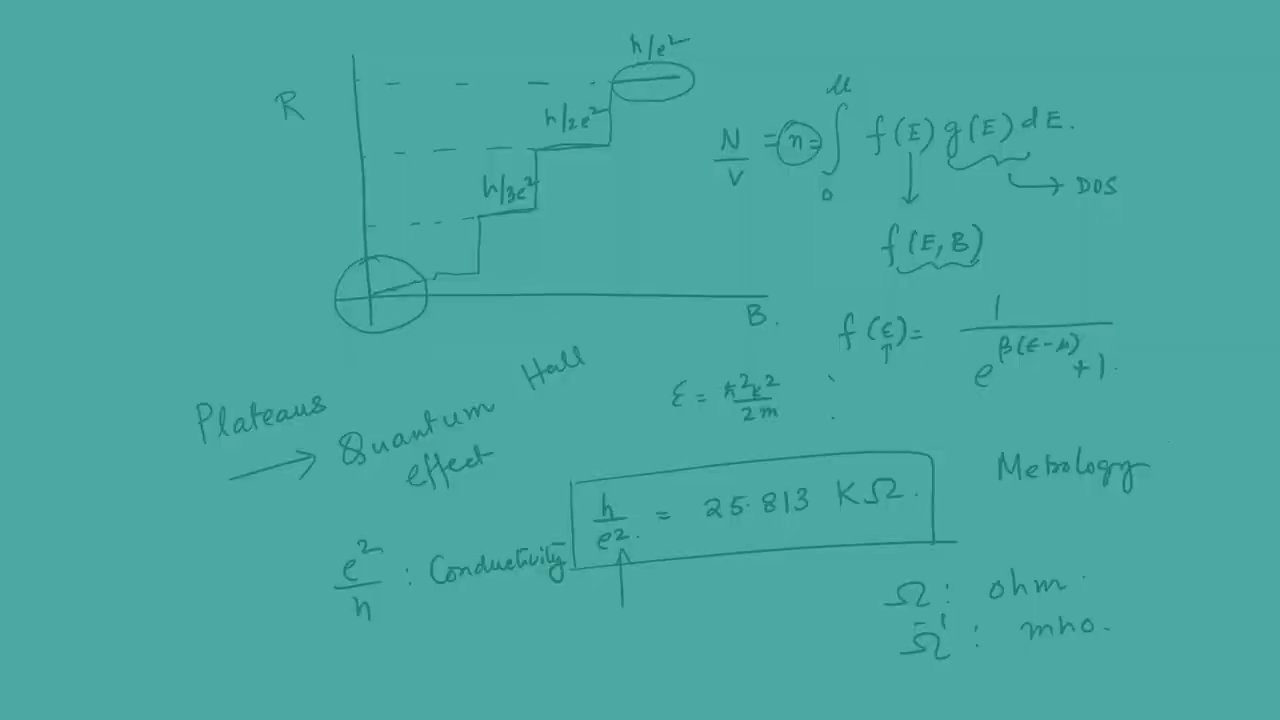 R
h/e²
h/2e²
h/3e²
B.
N/V = n = ∫₀^μ f(E) g(E) dE.
→ DOS
f(E, B)
f(ε) = 1/(e^{β(ε-μ)} + 1).
ε = ħ²k²/2m
Plateaus
→ Quantum Hall
effect
Metrology
h/e² = 25.813 KΩ.
e²/h : Conductivity
Ω : ohm.
Ω⁻¹ : mho.